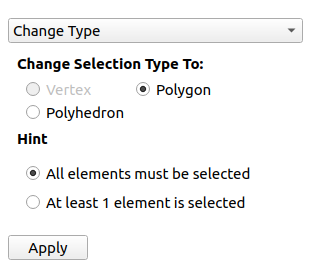 Change Type
Change Selection Type To:
Vertex Polygon
Polyhedron
Hint
All elements must be selected
At least 1 element is selected
Apply